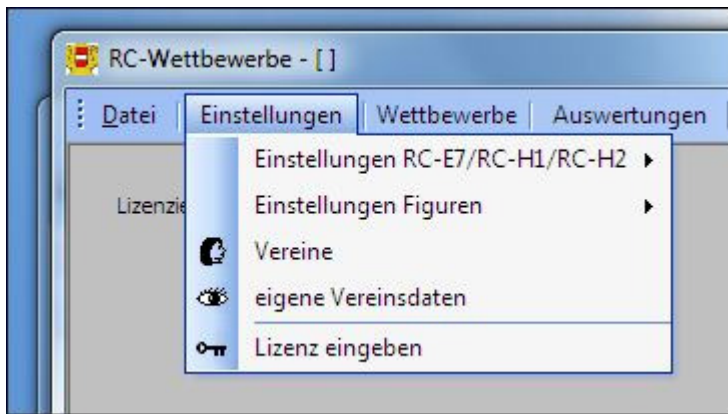 RC-Wettbewerbe - [ ]
Datei Einstellungen Wettbewerbe Auswertungen
Einstellungen RC-E7/RC-H1/RC-H2
Lizenzie
Einstellungen Figuren
Vereine
eigene Vereinsdaten
Lizenz eingeben